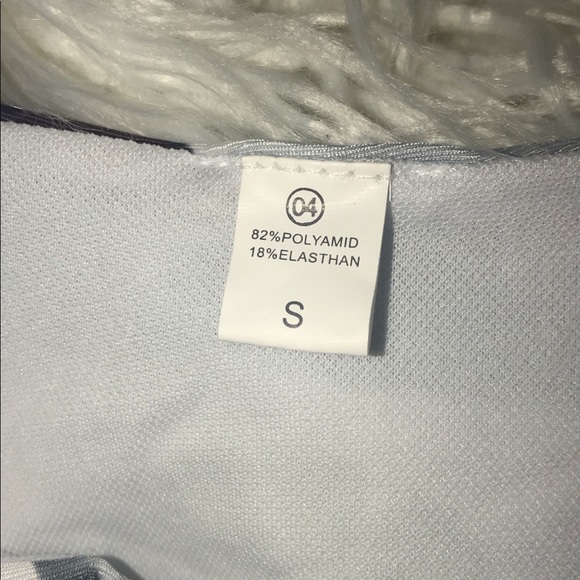 04
82%POLYAMID
18%ELASTHAN
S